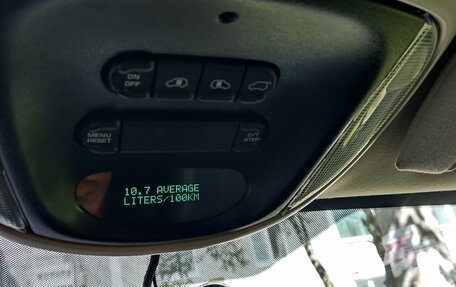 ON
OFF
MENU
RESET
C/T
STEP
10.7 AVERAGE
LITERS/100KM